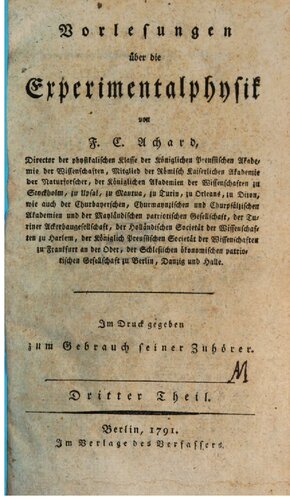 Vorlesungen
über die
Experimentalphysik
von
F. C. Achard,
Director der physikalischen Klasse der Königlichen Preussischen Akade-
mie der Wissenschaften, Mitglied der Römisch Kaiserlichen Akademie
der Naturforscher, der Königlichen Akademien der Wissenschaften zu
Stockholm, zu Upsal, zu Mantua, zu Turin, zu Orleans, zu Dixon,
wie auch der Churbayerschen, Churmaynzischen und Churpfälzischen
Akademien und der Mayländischen patriotischen Gesellschaft, der Tu-
riner Ackerbaugesellschaft, der Holländischen Societät der Wissenschaf-
ten zu Harlem, der Königlich Preussischen Societät der Wissenschaften
zu Frankfurt an der Oder, der Schlesischen ökonomischen patrio-
tischen Gesellschaft zu Berlin, Danzig und Halle.
Im Druck gegeben
zum Gebrauch seiner Zuhörer.
M
Dritter Theil.
Berlin, 1791.
Im Verlage des Verfassers.